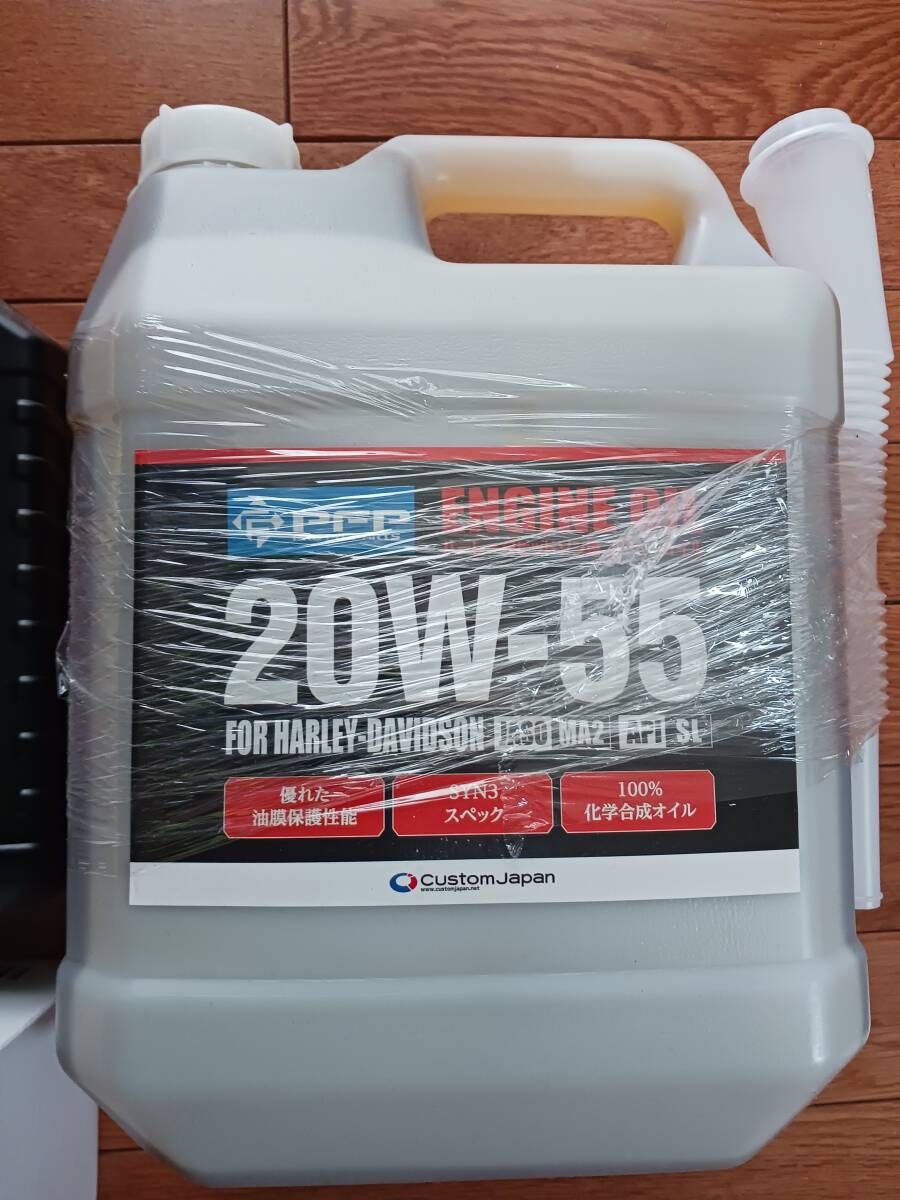 ENGINE OIL
20W-55
FOR HARLEY-DAVIDSON JASO MA2 API SL
優れた
油膜保護性能
SYN3
スペック
100%
化学合成オイル
CustomJapan
www.customjapan.net